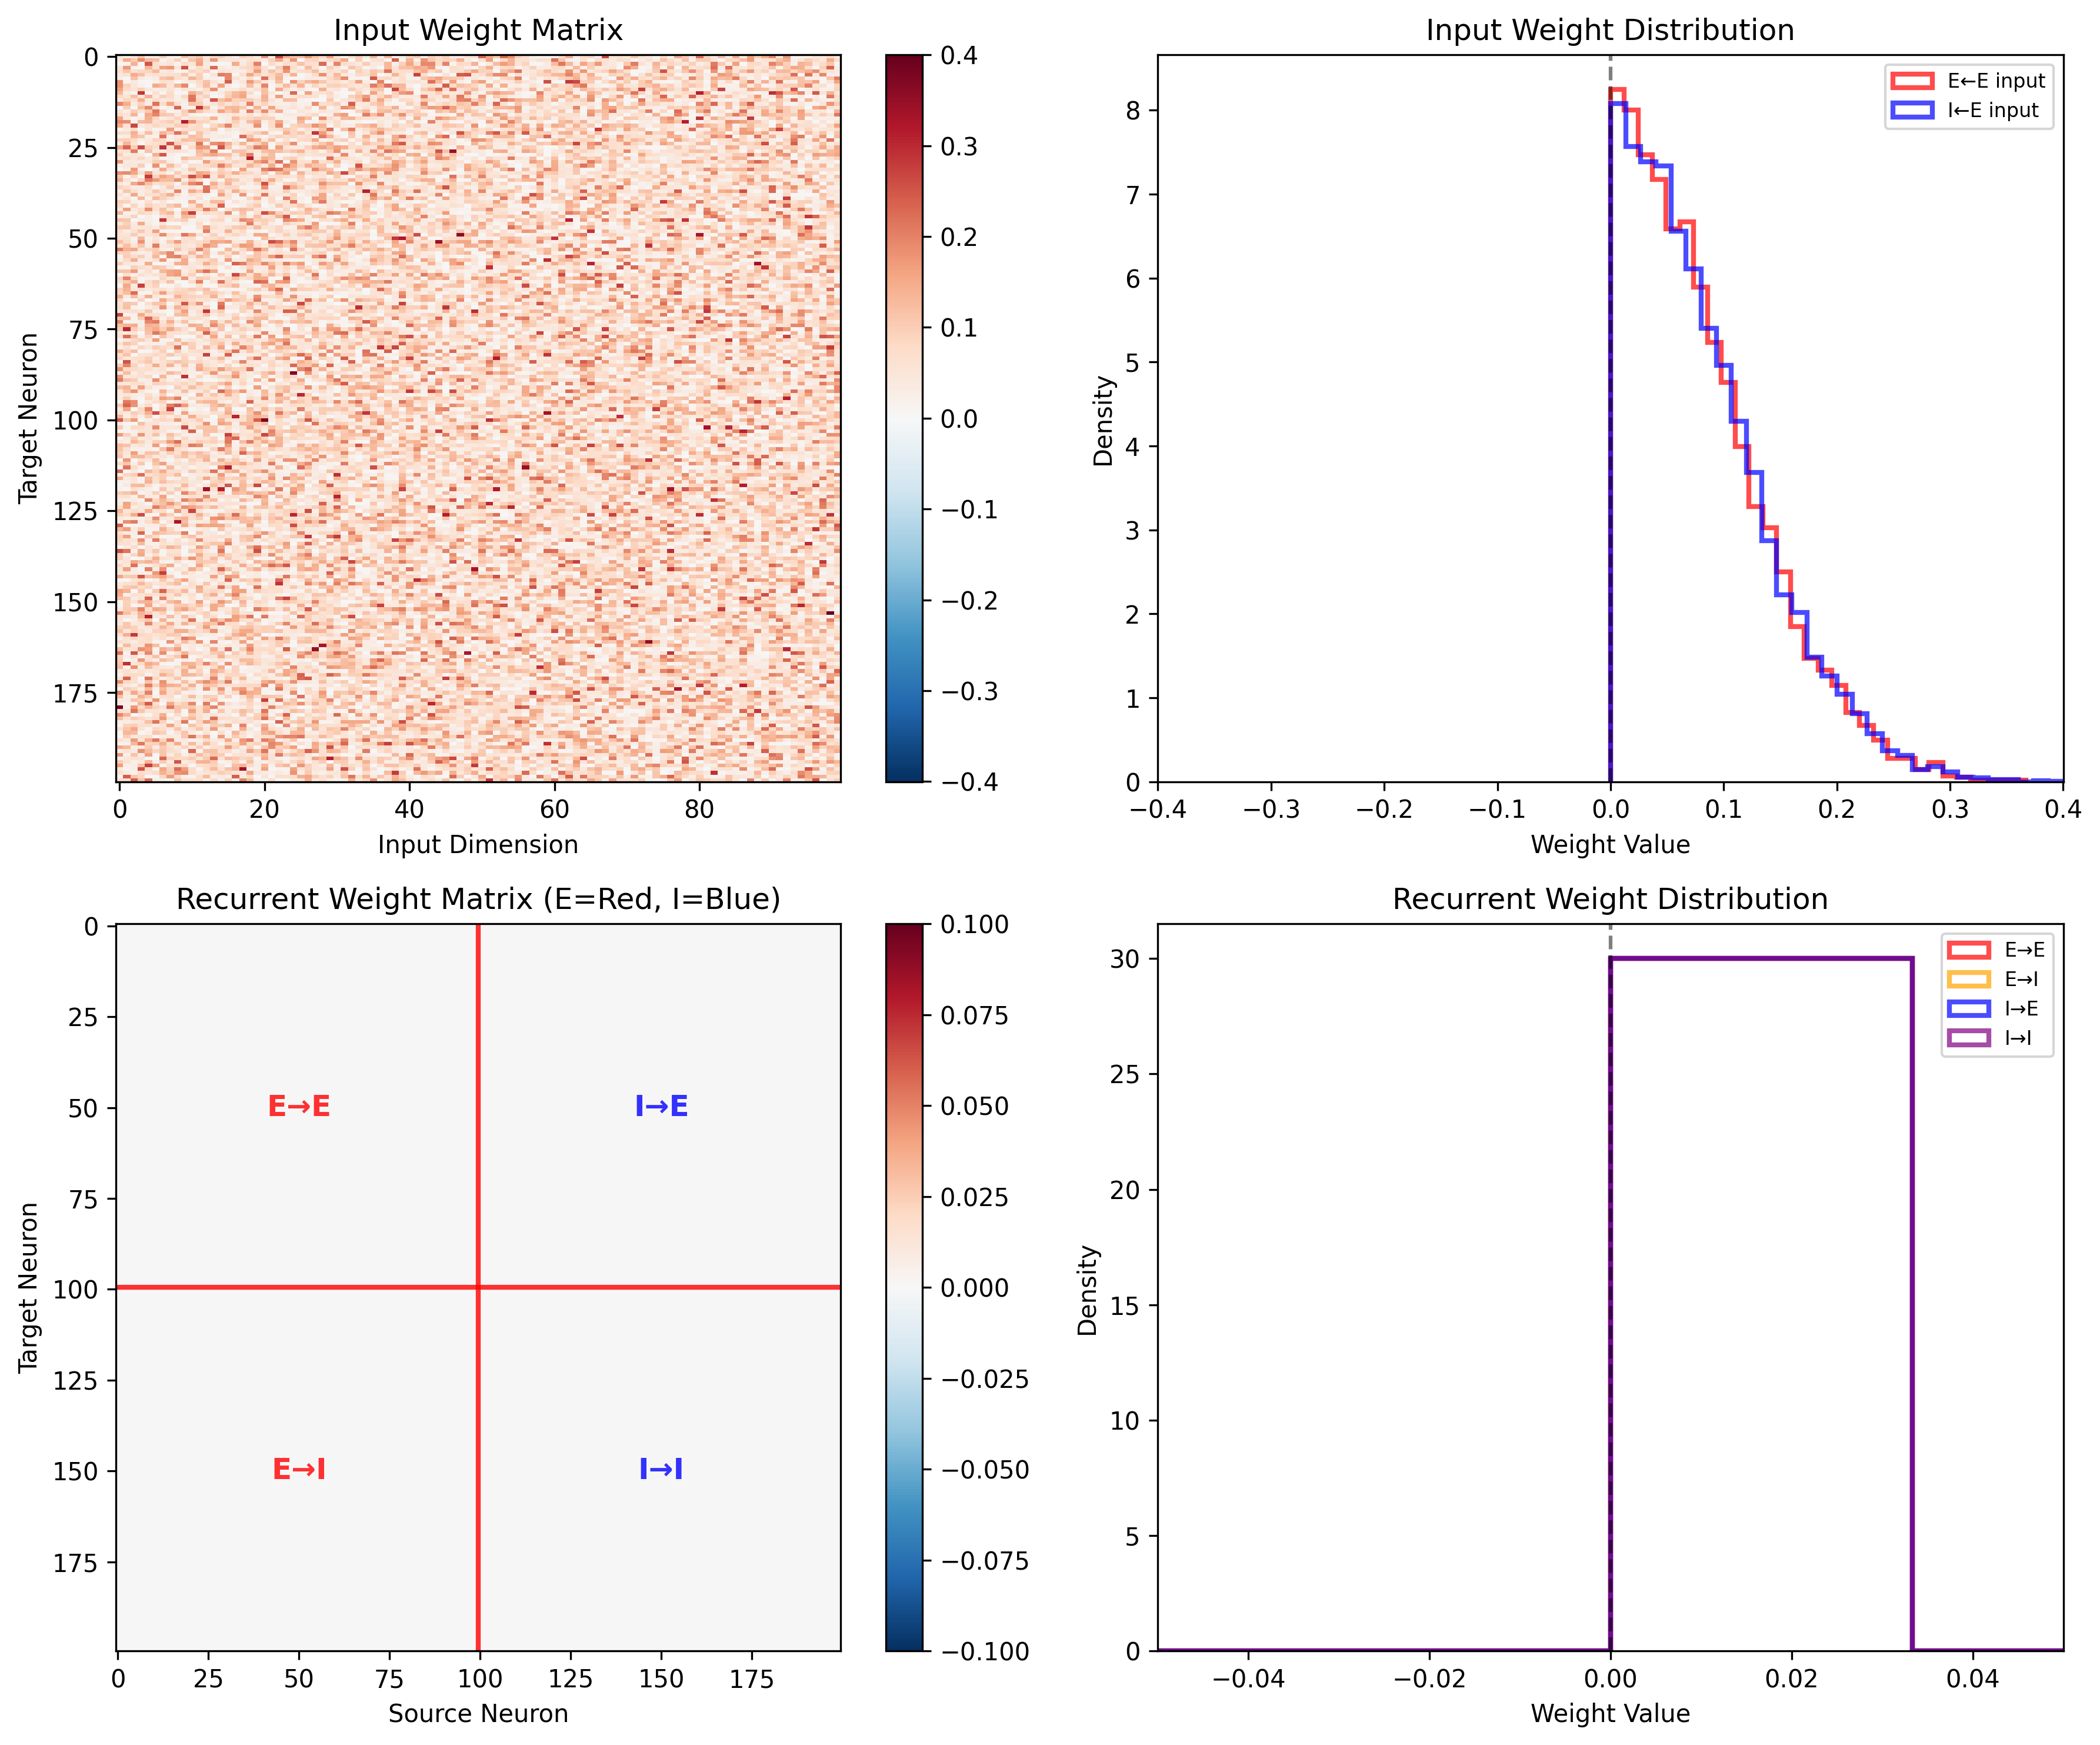 Input Weight Matrix
0
25
50
75
100
125
150
175
Target Neuron
0 20 40 60 80
Input Dimension
0.4
0.3
0.2
0.1
0.0
−0.1
−0.2
−0.3
−0.4
Input Weight Distribution
E←E input
I←E input
8
7
6
5
4
3
2
1
0
Density
−0.4 −0.3 −0.2 −0.1 0.0 0.1 0.2 0.3 0.4
Weight Value
Recurrent Weight Matrix (E=Red, I=Blue)
0
25
50
75
100
125
150
175
Target Neuron
E→E I→E
E→I I→I
0 25 50 75 100 125 150 175
Source Neuron
0.100
0.075
0.050
0.025
0.000
−0.025
−0.050
−0.075
−0.100
Recurrent Weight Distribution
E→E
E→I
I→E
I→I
30
25
20
15
10
5
0
Density
−0.04 −0.02 0.00 0.02 0.04
Weight Value